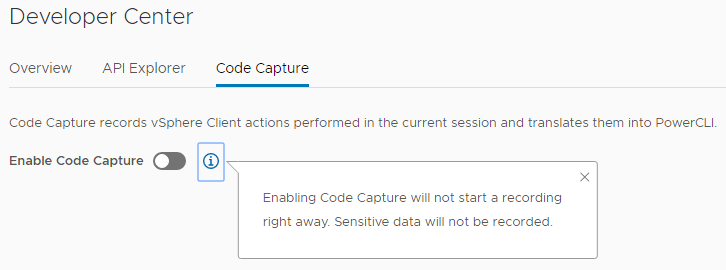 Developer Center
Overview API Explorer Code Capture
Code Capture records vSphere Client actions performed in the current session and translates them into PowerCLI.
Enable Code Capture
Enabling Code Capture will not start a recording
right away. Sensitive data will not be recorded.